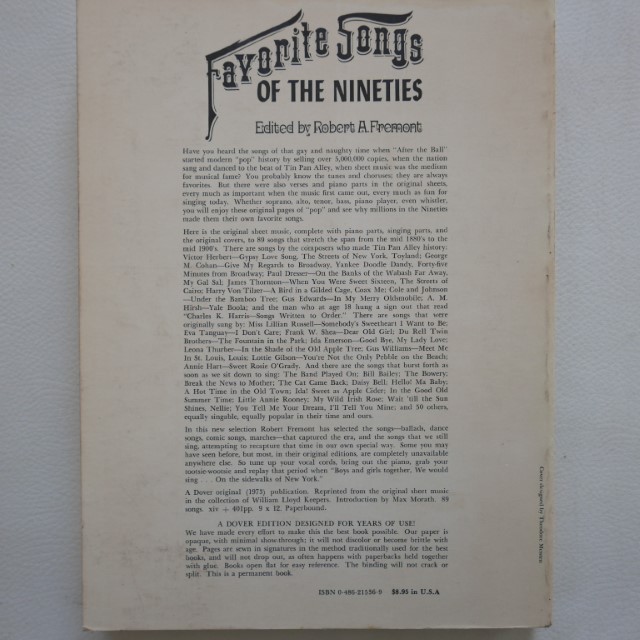 Favorite Songs
OF THE NINETIES
Edited by Robert A. Fremont
Have you heard the songs of that gay and naughty time when "After the Ball"
started modern "pop" history by selling over 5,000,000 copies, when the nation
sang and danced to the beat of Tin Pan Alley, when sheet music was the medium
for musical fame? You probably know the tunes and choruses; they are always
favorites. But there were also verses and piano parts in the original sheets,
every much as important when the music first came out, every much as fun for
singing today. Whether soprano, alto, tenor, bass, piano player, even whistler,
you will enjoy these original pages of "pop" and see why millions in the Nineties
made them their own favorite songs.
Here is the original sheet music, complete with piano parts, singing parts, and
the original covers, to 89 songs that stretch the span from the mid 1880's to the
mid 1900's. There are songs by the composers who made Tin Pan Alley history:
Victor Herbert—Gypsy Love Song, The Streets of New York, Toyland; George
M. Cohan—Give My Regards to Broadway, Yankee Doodle Dandy, Forty-five
Minutes from Broadway; Paul Dresser—On the Banks of the Wabash Far Away,
My Gal Sal; James Thornton—When You Were Sweet Sixteen, The Streets of
Cairo; Harry Von Tilzer—A Bird in a Gilded Cage, Coax Me; Cole and Johnson
—Under the Bamboo Tree; Gus Edwards—In My Merry Oldsmobile; A. M.
Hirsh—Yale Boola; and the man who at age 18 hung a sign out that read
"Charles K. Harris—Songs Written to Order." There are songs that were
originally sung by: Miss Lillian Russell—Somebody's Sweetheart I Want to Be;
Eva Tanguay—I Don't Care; Frank W. Shea—Dear Old Girl; Du Rell Twin
Brothers—The Fountain in the Park; Ida Emerson—Good Bye, My Lady Love;
Leona Thurber—In the Shade of the Old Apple Tree; Gus Williams—Meet Me
In St. Louis, Louis; Lottie Gilson—You're Not the Only Pebble on the Beach;
Annie Hart—Sweet Rosie O'Grady. And there are the songs that burst forth as
soon as we sit down to sing: The Band Played On; Bill Bailey; The Bowery;
Break the News to Mother; The Cat Came Back; Daisy Bell; Hello! Ma Baby;
A Hot Time in the Old Town; Ida! Sweet as Apple Cider; In the Good Old
Summer Time; Little Annie Rooney; My Wild Irish Rose; Wait 'till the Sun
Shines, Nellie; You Tell Me Your Dream, I'll Tell You Mine; and 50 others,
equally singable, equally popular in their time and ours.
In this new selection Robert Fremont has selected the songs—ballads, dance
songs, comic songs, marches—that captured the era, and the songs that we still
sing, attempting to recapture that time in our own special way. Some you may
have seen before, but most, in their original editions, are completely unavailable
anywhere else. So tune up your vocal cords, bring out the piano, grab your
tootsie-wootsie and replay that period when "Boys and girls together, We would
sing . . . On the sidewalks of New York."
A Dover original (1973) publication. Reprinted from the original sheet music
in the collection of William Lloyd Keepers. Introduction by Max Morath. 89
songs. xiv + 401pp. 9 x 12. Paperbound.
A DOVER EDITION DESIGNED FOR YEARS OF USE!
We have made every effort to make this the best book possible. Our paper is
opaque, with minimal show-through; it will not discolor or become brittle with
age. Pages are sewn in signatures in the method traditionally used for the best
books, and will not drop out, as often happens with paperbacks held together
with glue. Books open flat for easy reference. The binding will not crack or
split. This is a permanent book.
ISBN 0-486-21536-9 $8.95 in U.S.A
Cover designed by Theodore Menten